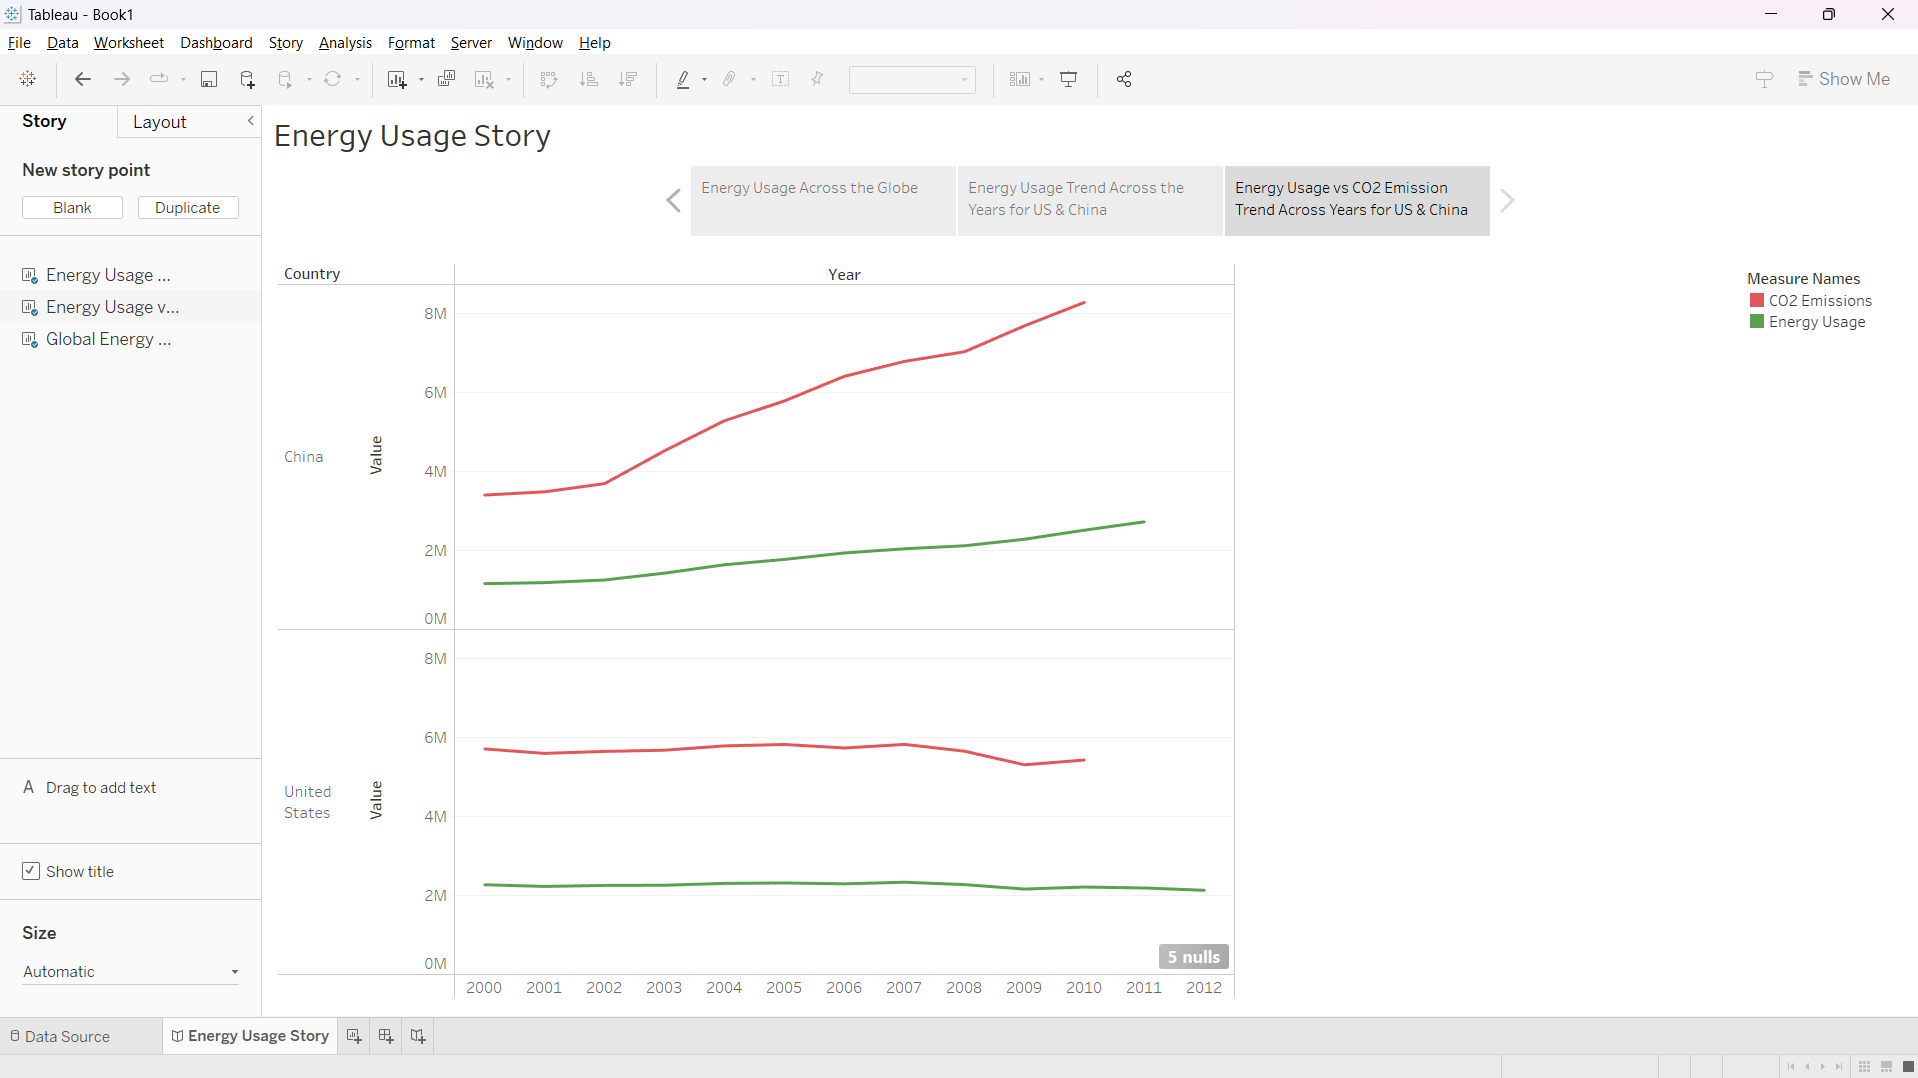 Tableau - Book1
File Data Worksheet Dashboard Story Analysis Format Server Window Help
Show Me
Story Layout
New story point
Blank Duplicate
Energy Usage ...
Energy Usage v...
Global Energy ...
A Drag to add text
Show title
Size
Automatic
Energy Usage Story
Energy Usage Across the Globe
Energy Usage Trend Across the
Years for US & China
Energy Usage vs CO2 Emission
Trend Across Years for US & China
Country Year
China
Value
8M
6M
4M
2M
0M
United
States
Value
8M
6M
4M
2M
0M
5 nulls
2000 2001 2002 2003 2004 2005 2006 2007 2008 2009 2010 2011 2012
Measure Names
CO2 Emissions
Energy Usage
Data Source Energy Usage Story